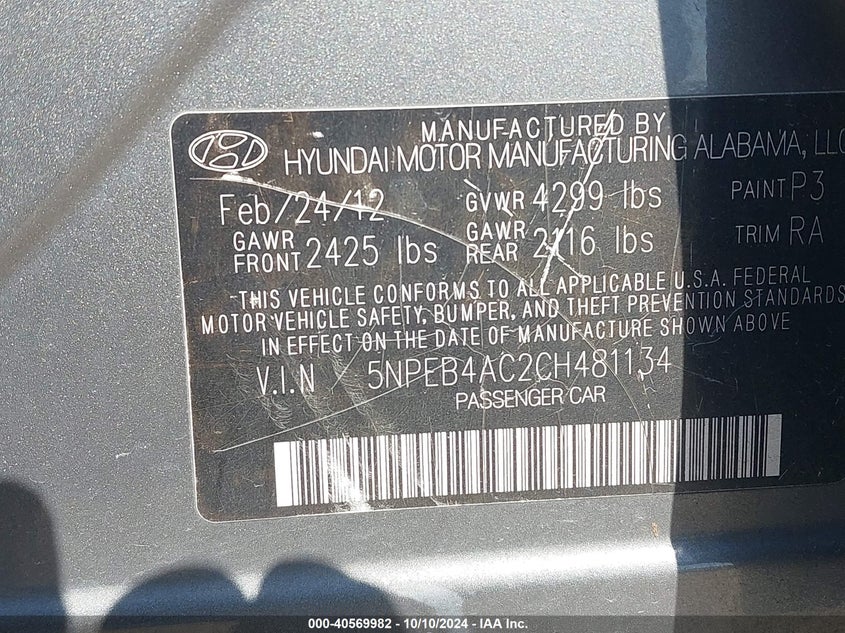 MANUFACTURED BY
HYUNDAI MOTOR MANUFACTURING ALABAMA, LLC
Feb/24/12 GVWR 4299 lbs PAINT P3
GAWR FRONT 2425 lbs GAWR REAR 2116 lbs TRIM RA
THIS VEHICLE CONFORMS TO ALL APPLICABLE U.S.A. FEDERAL
MOTOR VEHICLE SAFETY, BUMPER, AND THEFT PREVENTION STANDARDS
IN EFFECT ON THE DATE OF MANUFACTURE SHOWN ABOVE
V.I.N 5NPEB4AC2CH481134
PASSENGER CAR
000-40569982 - 10/10/2024 - IAA Inc.